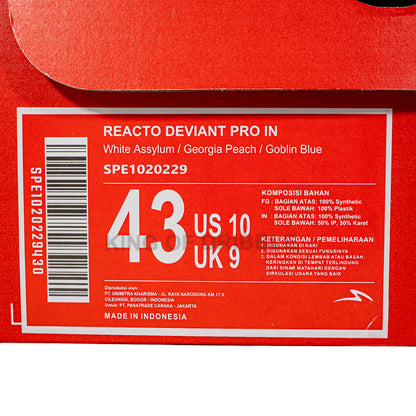 REACTO DEVIANT PRO IN
White Assylum / Georgia Peach / Goblin Blue
SPE1020229
SPE1020229430
43
US 10
UK 9
KOMPOSISI BAHAN
FG : BAGIAN ATAS: 100% Synthetic
SOLE BAWAH: 100% Plastik
IN : BAGIAN ATAS: 100% Synthetic
SOLE BAWAH: 50% IP, 50% Karet
KETERANGAN / PEMELIHARAAN
1. DIGUNAKAN DI KAKI
2. DIGUNAKAN SESUAI FUNGSINYA
3. DALAM KONDISI LEMBAB ATAU BASAH,
KERINGKAN DI TEMPAT TERLINDUNG
DARI SINAR MATAHARI DENGAN
SIRKULASI UDARA YANG BAIK
Diproduksi oleh:
PT. UNIMITRA KHARISMA - JL. RAYA NARODONG KM.17.5.
CILEUNGSI, BOGOR - INDONESIA
Untuk: PT. PANATRADE CARAKA - JAKARTA
MADE IN INDONESIA